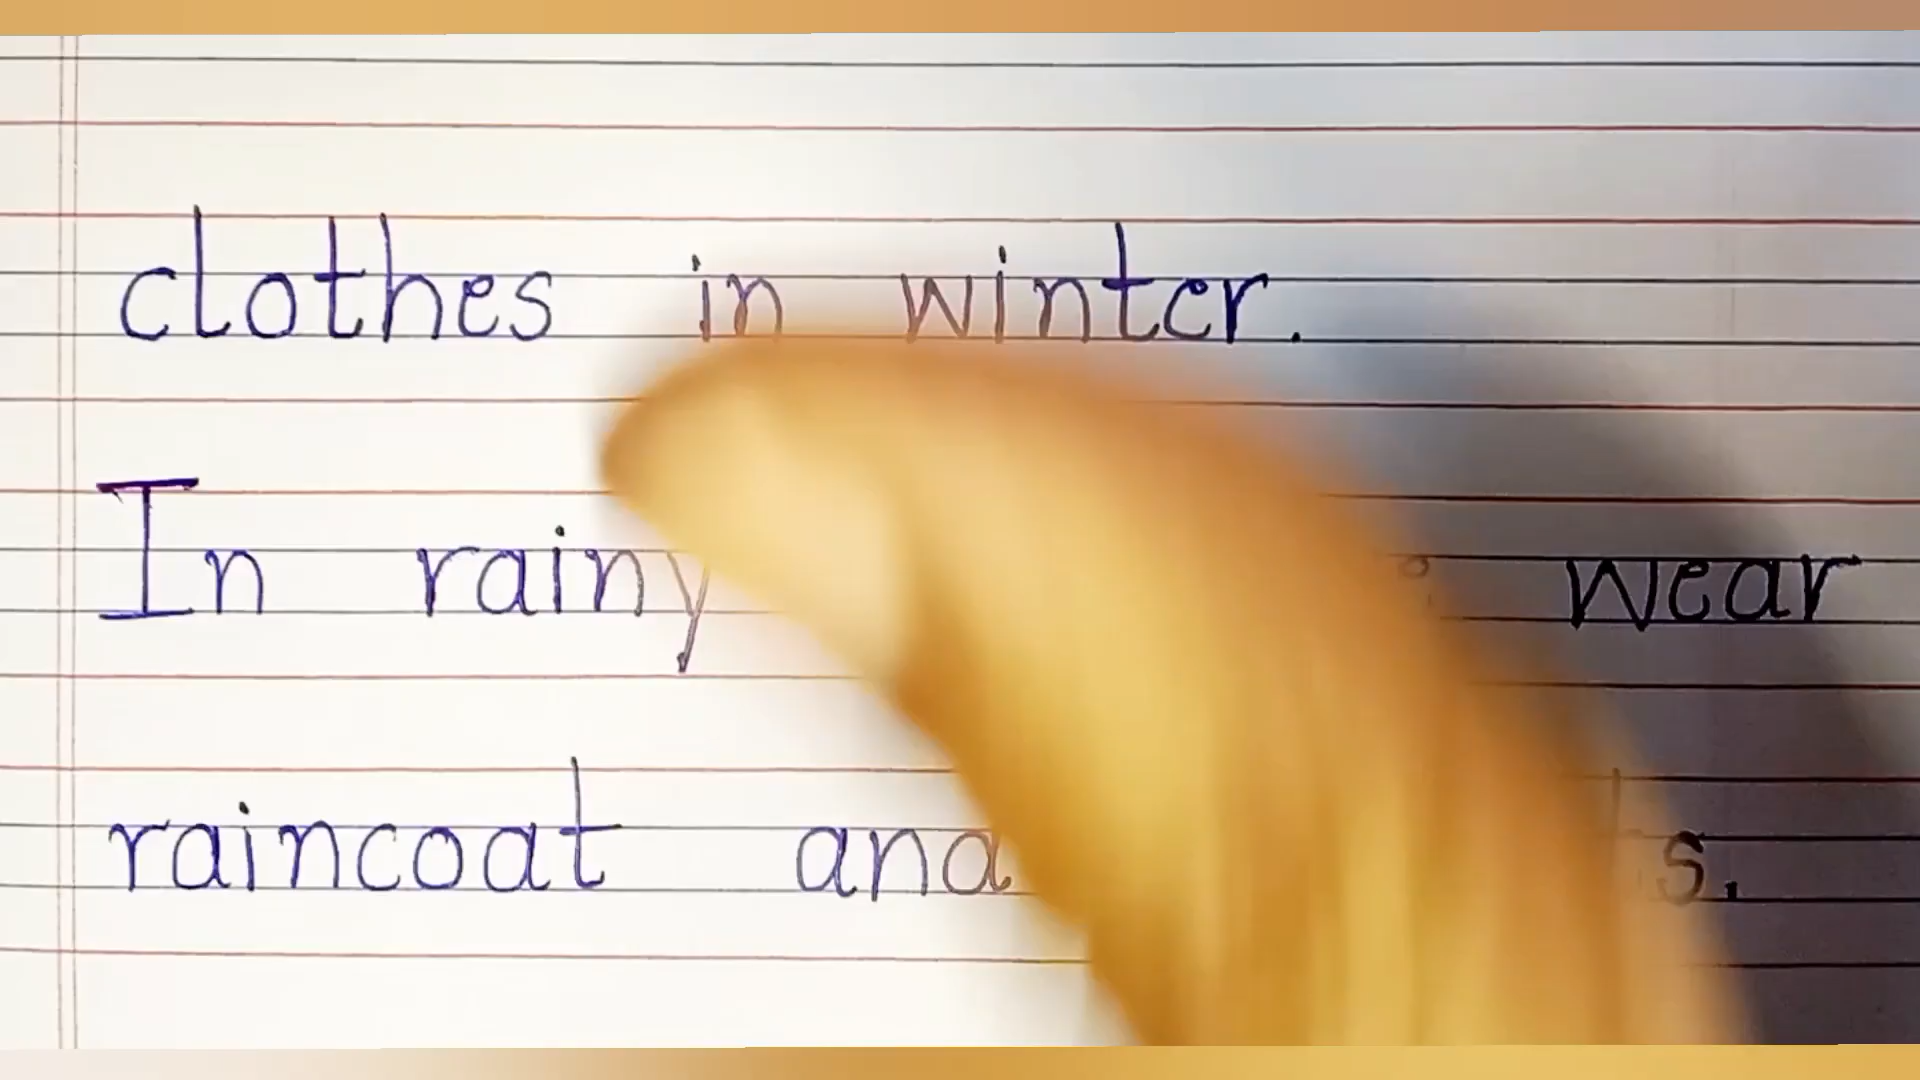 clothes in winter.
In rainy wear
raincoat and